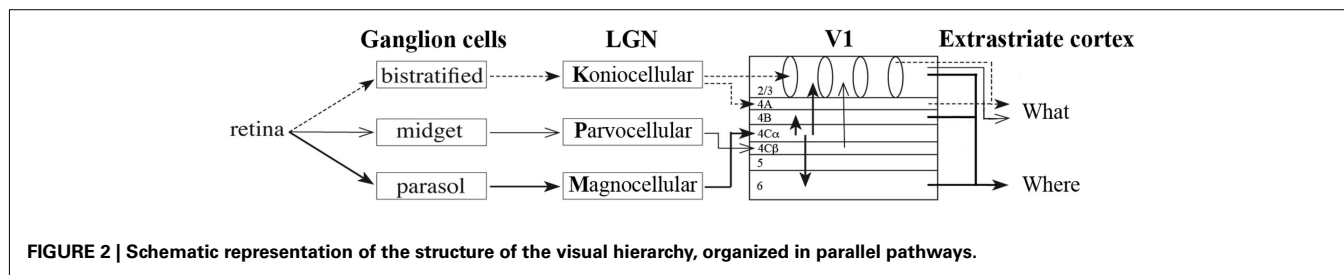 Ganglion cells LGN V1 Extrastriate cortex
bistratified Koniocellular
2/3
4A
What
4B
retina midget Parvocellular 4Cα
4Cβ
5
parasol Magnocellular 6 Where
FIGURE 2 | Schematic representation of the structure of the visual hierarchy, organized in parallel pathways.